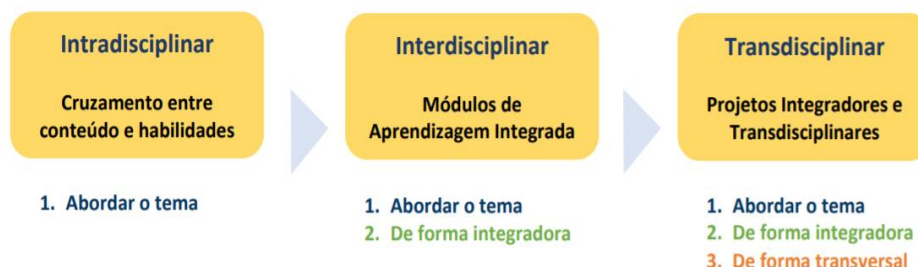 Intradisciplinar
Cruzamento entre
conteúdo e habilidades
1. Abordar o tema
Interdisciplinar
Módulos de
Aprendizagem Integrada
1. Abordar o tema
2. De forma integradora
Transdisciplinar
Projetos Integradores e
Transdisciplinares
1. Abordar o tema
2. De forma integradora
3. De forma transversal